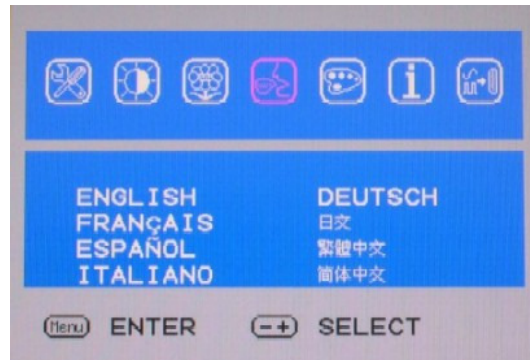 ENGLISH DEUTSCH
FRANÇAIS 日文
ESPAÑOL 繁體中文
ITALIANO 简体中文
Menu ENTER - + SELECT